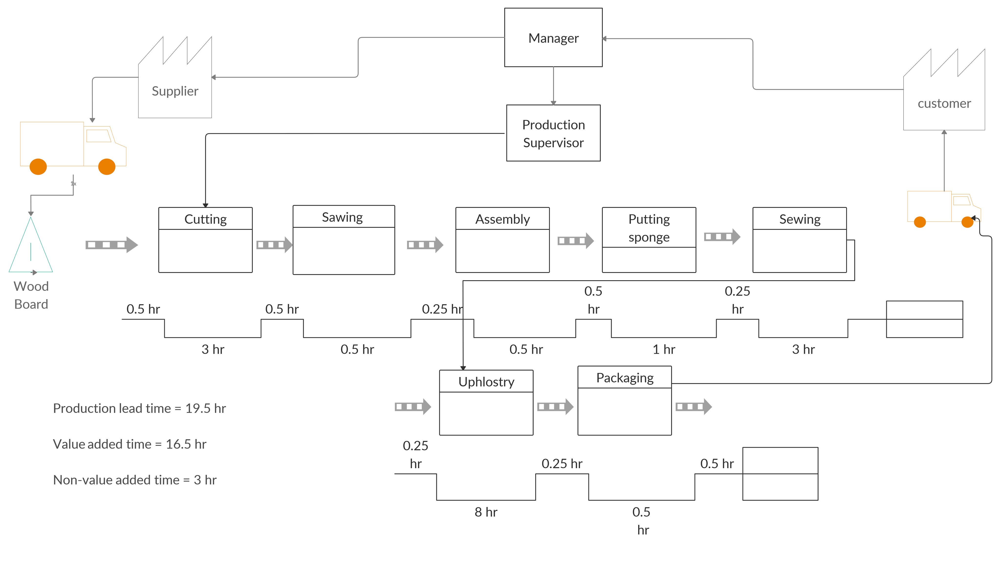 Manager
Supplier
customer
Production
Supervisor
1x
Cutting
Sawing
Assembly
Putting
sponge
Sewing
Wood
Board
0.5 hr
0.5 hr
0.25 hr
0.5
hr
0.25
hr
3 hr
0.5 hr
0.5 hr
1 hr
3 hr
Uphlostry
Packaging
Production lead time = 19.5 hr
Value added time = 16.5 hr
Non-value added time = 3 hr
0.25
hr
0.25 hr
0.5 hr
8 hr
0.5
hr